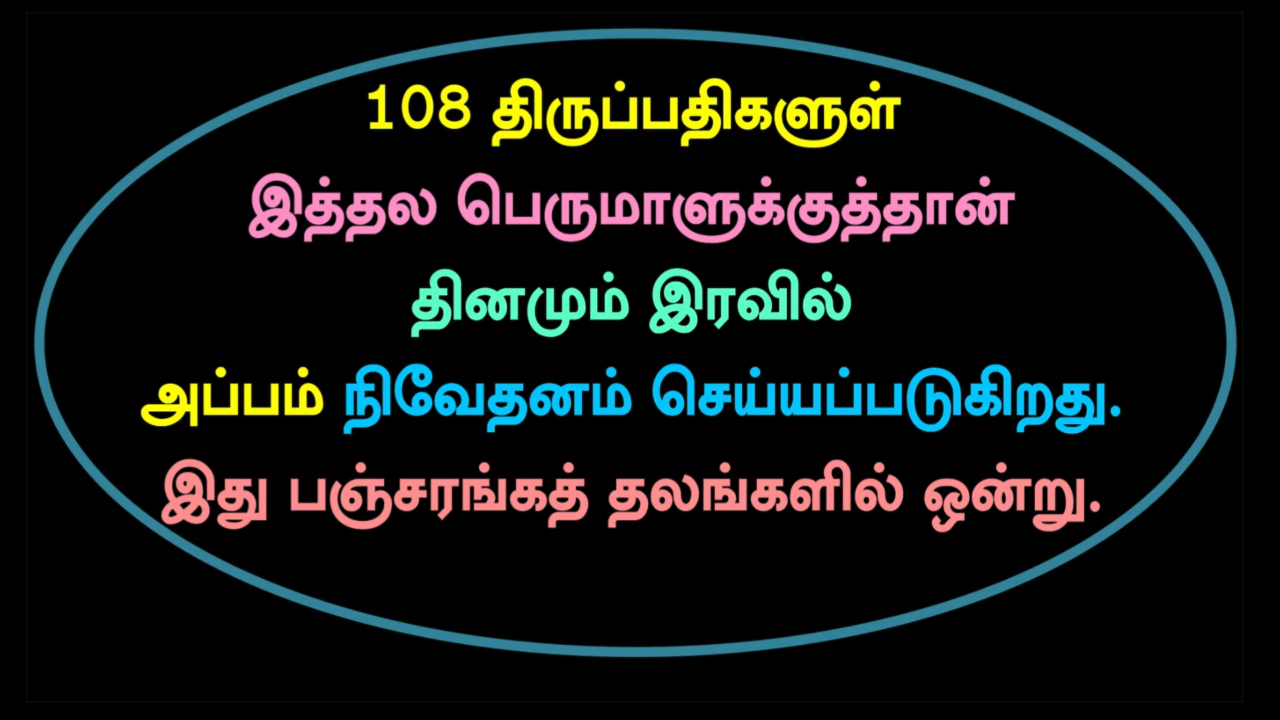 108 திருப்பதிகளுள்
இத்தல பெருமாளுக்குத்தான்
தினமும் இரவில்
அப்பம் நிவேதனம் செய்யப்படுகிறது.
இது பஞ்சரங்கத் தலங்களில் ஒன்று.